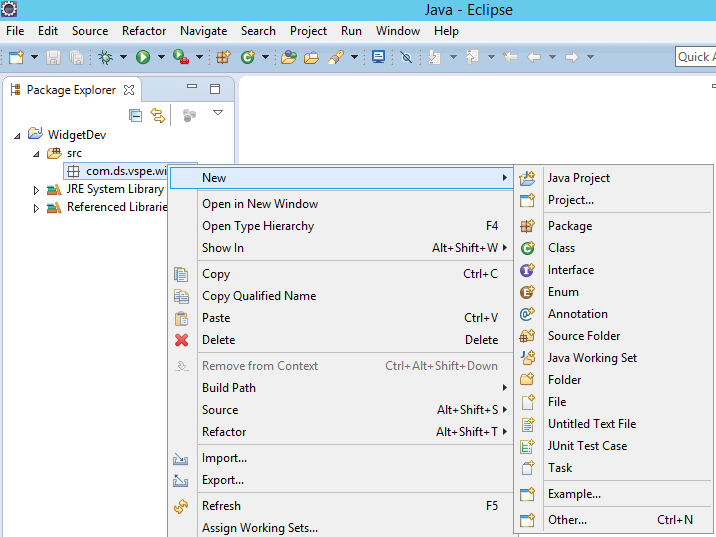 Java - Eclipse
File Edit Source Refactor Navigate Search Project Run Window Help
Quick A
Package Explorer
WidgetDev
src
com.ds.vspe.wi
JRE System Library
Referenced Librarie
New
Open in New Window
Open Type Hierarchy F4
Show In Alt+Shift+W
Copy Ctrl+C
Copy Qualified Name
Paste Ctrl+V
Delete Delete
Remove from Context Ctrl+Alt+Shift+Down
Build Path
Source Alt+Shift+S
Refactor Alt+Shift+T
Import...
Export...
Refresh F5
Assign Working Sets...
Java Project
Project...
Package
Class
Interface
Enum
Annotation
Source Folder
Java Working Set
Folder
File
Untitled Text File
JUnit Test Case
Task
Example...
Other... Ctrl+N